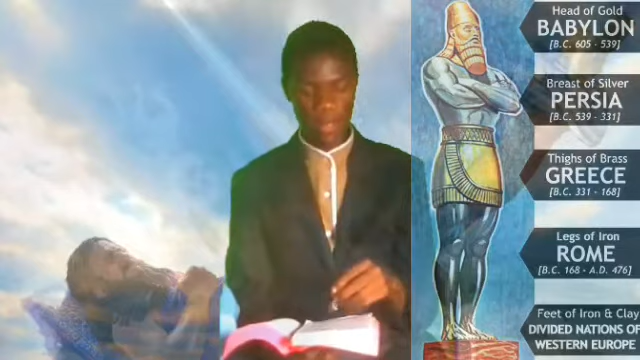 Head of Gold
BABYLON
[B.C. 605 - 539]
Breast of Silver
PERSIA
[B.C. 539 - 331]
Thighs of Brass
GREECE
[B.C. 331 - 168]
Legs of Iron
ROME
[B.C. 168 - A.D. 476]
Feet of Iron & Clay
DIVIDED NATIONS OF
WESTERN EUROPE